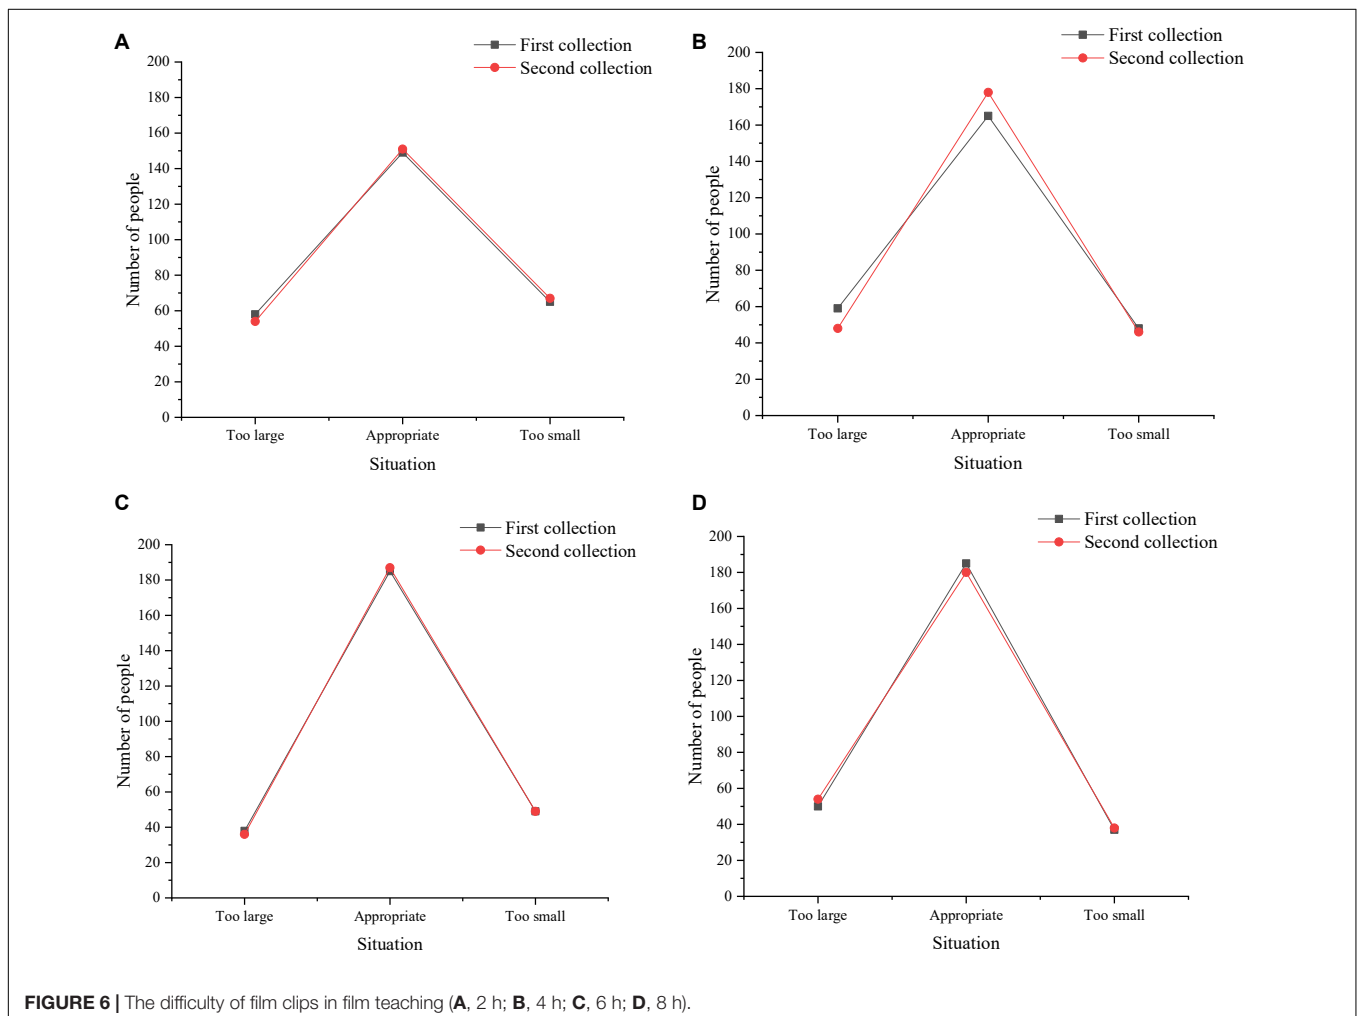 A
First collection
Second collection
200
180
160
140
120
100
80
60
40
20
0
Number of people
Too large Appropriate Too small
Situation
B
First collection
Second collection
200
180
160
140
120
100
80
60
40
20
0
Number of people
Too large Appropriate Too small
Situation
C
First collection
Second collection
200
180
160
140
120
100
80
60
40
20
0
Number of people
Too large Appropriate Too small
Situation
D
First collection
Second collection
200
180
160
140
120
100
80
60
40
20
0
Number of people
Too large Appropriate Too small
Situation
FIGURE 6 | The difficulty of film clips in film teaching (A, 2 h; B, 4 h; C, 6 h; D, 8 h).